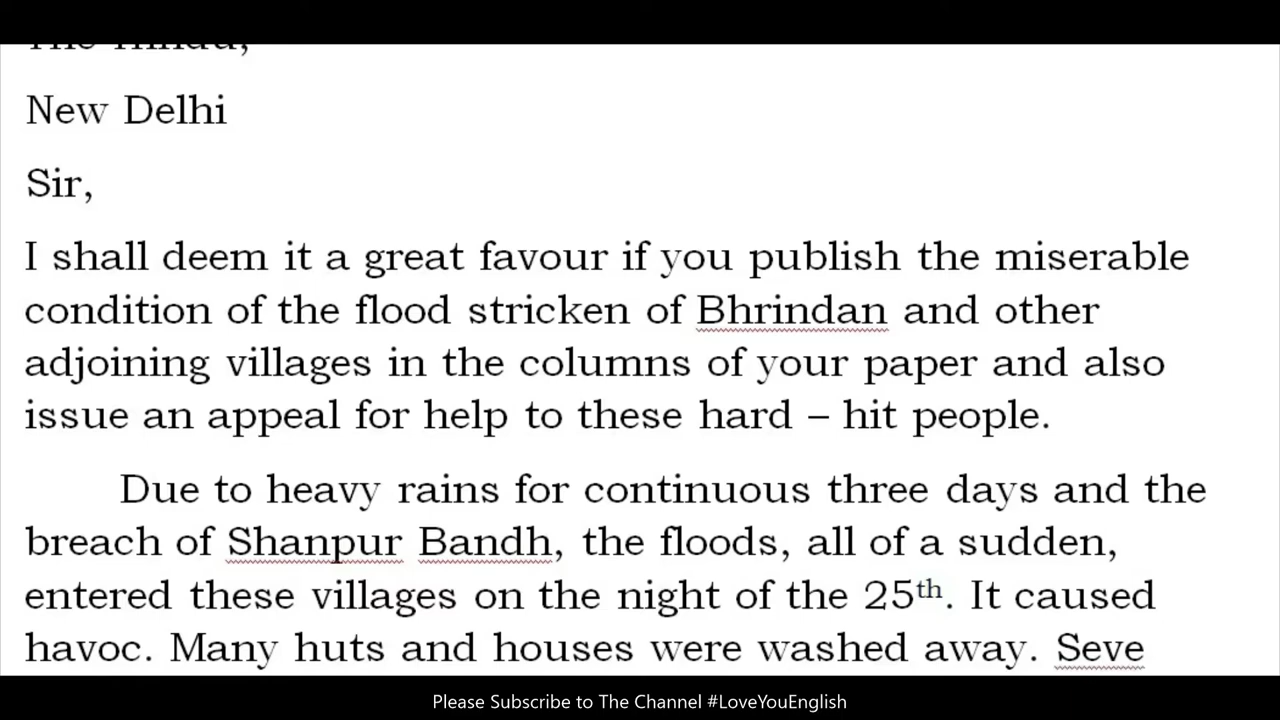 The Hindu,
New Delhi
Sir,
I shall deem it a great favour if you publish the miserable
condition of the flood stricken of Bhrindan and other
adjoining villages in the columns of your paper and also
issue an appeal for help to these hard – hit people.
Due to heavy rains for continuous three days and the
breach of Shanpur Bandh, the floods, all of a sudden,
entered these villages on the night of the 25th. It caused
havoc. Many huts and houses were washed away. Seve
Please Subscribe to The Channel #LoveYouEnglish